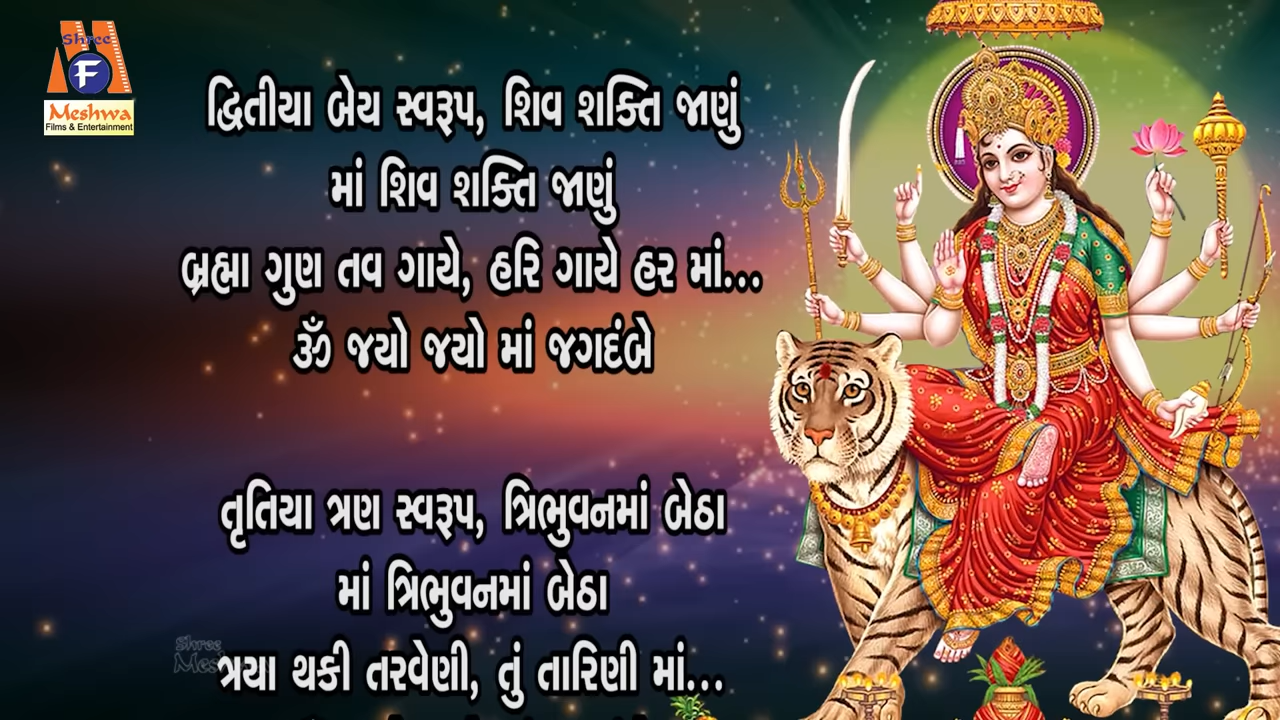 Shree
F
Meshwa
Films & Entertainment
દ્વિતીયા બેય સ્વરૂપ, શિવ શક્તિ જાણું
માં શિવ શક્તિ જાણું
બ્રહ્મા ગુણ તવ ગાયે, હરિ ગાયે હર માં...
ૐ જયો જયો માં જગદંબે
તૃતિયા ત્રણ સ્વરૂપ, ત્રિભુવનમાં બેઠા
માં ત્રિભુવનમાં બેઠા
Shree
ત્રયા થકી તરવેણી, તું તારિણી માં...